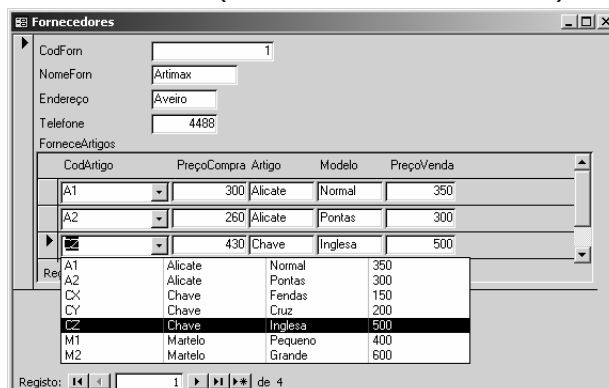 Fornecedores
CodForn 1
NomeForn Artimax
Endereço Aveiro
Telefone 4488
ForneceArtigos
CodArtigo PreçoCompra Artigo Modelo PreçoVenda
A1 300 Alicate Normal 350
A2 260 Alicate Pontas 300
CZ 430 Chave Inglesa 500
Re
A1 Alicate Normal 350
A2 Alicate Pontas 300
CX Chave Fendas 150
CY Chave Cruz 200
CZ Chave Inglesa 500
M1 Martelo Pequeno 400
M2 Martelo Grande 600
Registo: 1 de 4